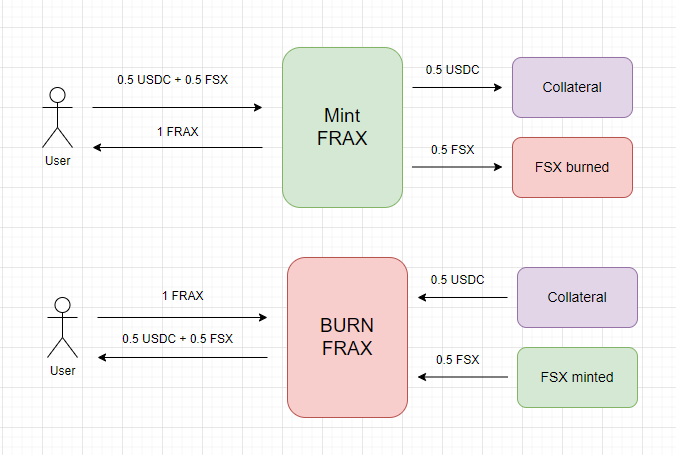 0.5 USDC + 0.5 FSX
1 FRAX
User
Mint
FRAX
0.5 USDC
Collateral
0.5 FSX
FSX burned
1 FRAX
0.5 USDC + 0.5 FSX
User
BURN
FRAX
0.5 USDC
Collateral
0.5 FSX
FSX minted